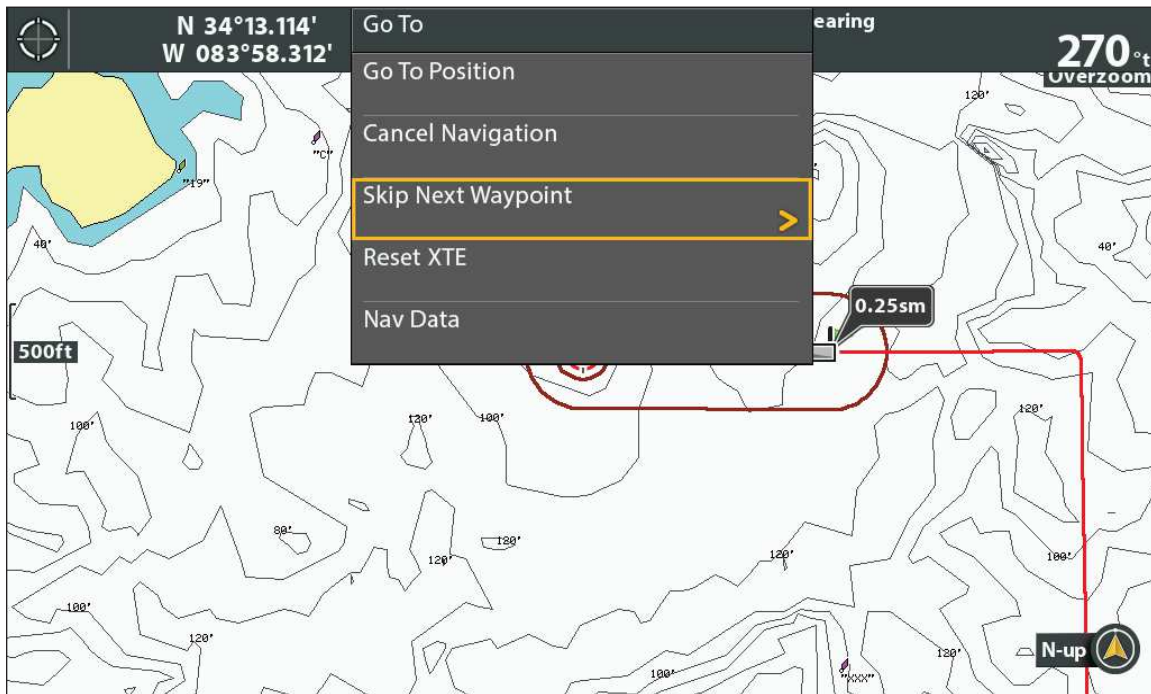 N 34°13.114'
W 083°58.312'
Go To
earing
270°t
Overzoom
Go To Position
Cancel Navigation
Skip Next Waypoint
>
Reset XTE
Nav Data
120'
"C"
"19"
40'
40'
0.25sm
500ft
100'
120'
100'
120'
80'
120'
120'
120'
100'
100'
120'
120'
N-up
100'
"XXX"